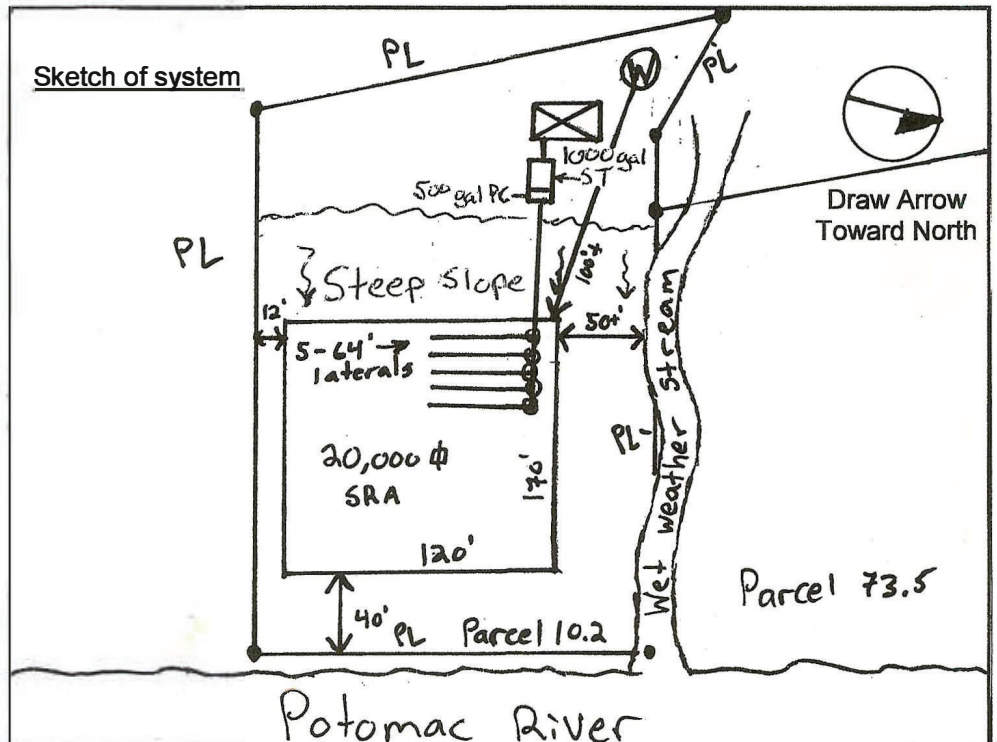 Sketch of system
PL
W
PL
1000gal
ST
500 gal PC
Draw Arrow
Toward North
PL
Steep Slope
100'+
12'
50+'
5-64'
laterals
Wet Weather Stream
PL
20,000 ϕ
SRA
170'
120'
40'
PL
Parcel 10.2
Parcel 73.5
Potomac River